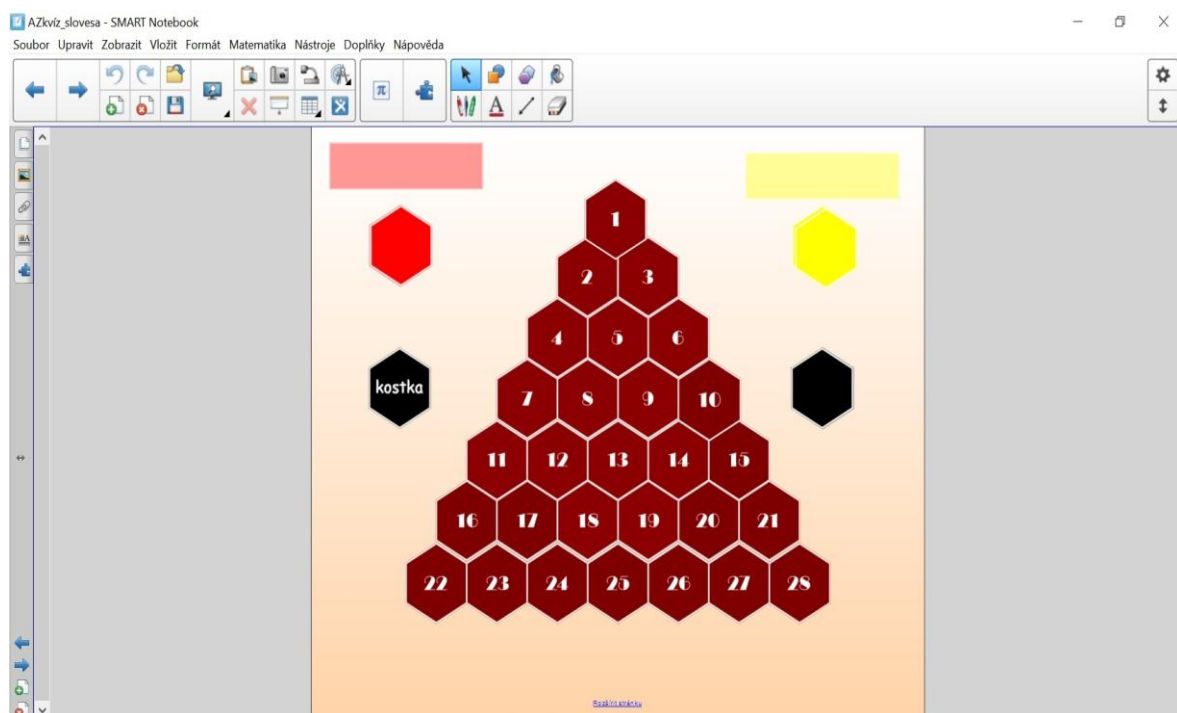 AZkvíz_slovesa - SMART Notebook
Soubor Upravit Zobrazit Vložit Formát Matematika Nástroje Doplňky Nápověda
π
A
1
2 3
4 5 6
kostka
7 8 9 10
11 12 13 14 15
16 17 18 19 20 21
22 23 24 25 26 27 28